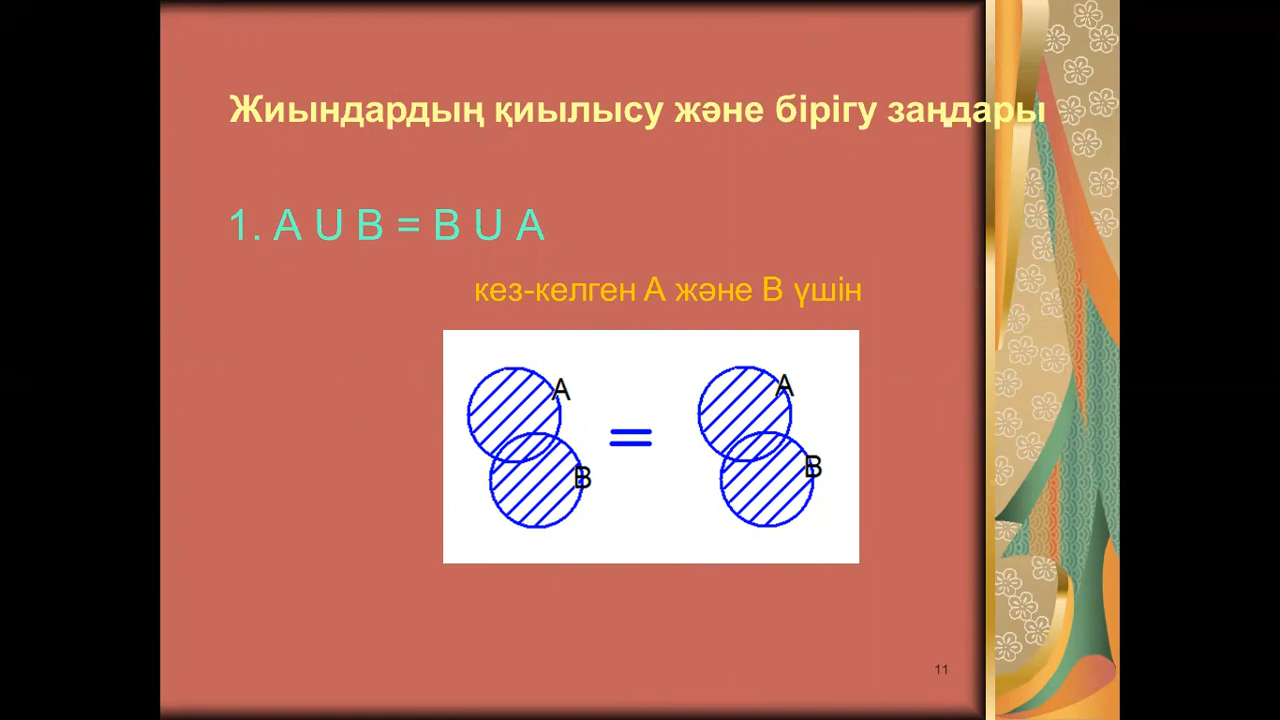 Жиындардың қиылысу және бірігу заңдары
1. A U B = B U A
кез-келген А және В үшін
A
A
=
B
B
11